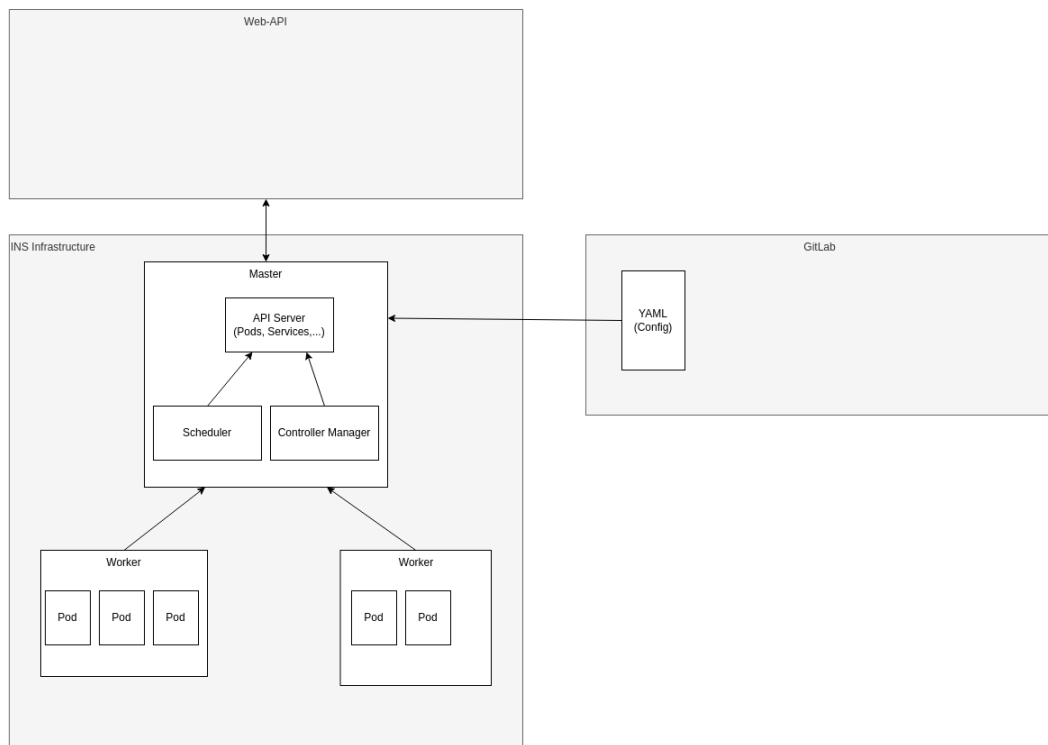 Web-API
INS Infrastructure
GitLab
Master
API Server
(Pods, Services,...)
YAML
(Config)
Scheduler
Controller Manager
Worker
Worker
Pod
Pod
Pod
Pod
Pod